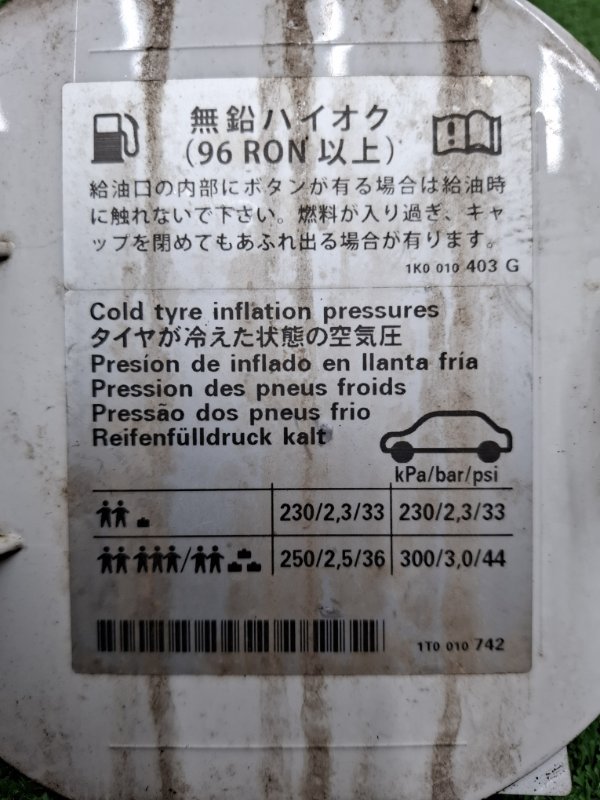 無鉛ハイオク
(96 RON 以上)
給油口の内部にボタンが有る場合は給油時
に触れないで下さい。燃料が入り過ぎ、キャ
ップを閉めてもあふれ出る場合が有ります。
1K0 010 403 G
Cold tyre inflation pressures
タイヤが冷えた状態の空気圧
Presíon de inflado en llanta fría
Pression des pneus froids
Pressão dos pneus frio
Reifenfülldruck kalt
kPa/bar/psi
230/2,3/33 230/2,3/33
/ 250/2,5/36 300/3,0/44
1T0 010 742